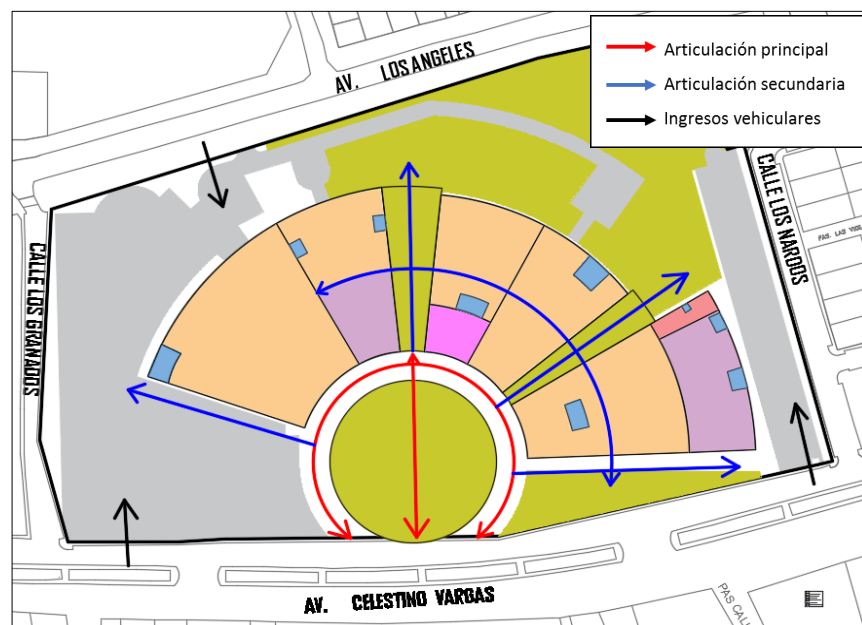 Articulación principal
Articulación secundaria
Ingresos vehiculares
AV. LOS ANGELES
CALLE LOS NARDOS
CALLE LOS GRANADOS
AV. CELESTINO VARGAS